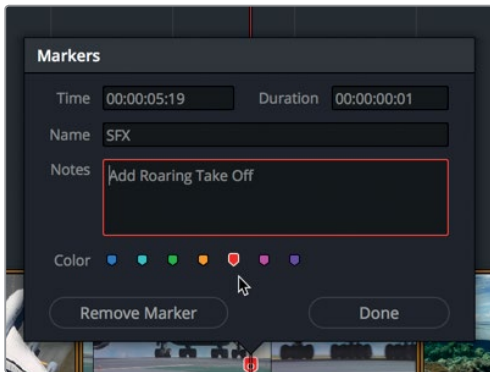 Markers
Time 00:00:05:19 Duration 00:00:00:01
Name SFX
Notes Add Roaring Take Off
Color
Remove Marker Done